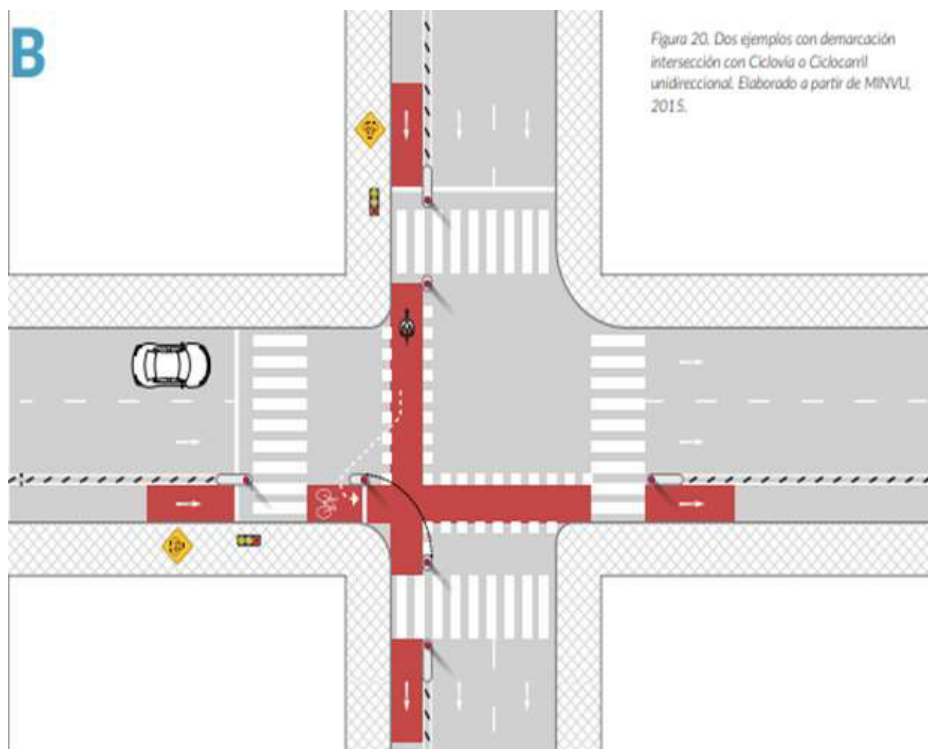 B
Figura 20. Dos ejemplos con demarcación
intersección con Ciclovía o Ciclocarril
unidireccional. Elaborado a partir de MINVU,
2015.